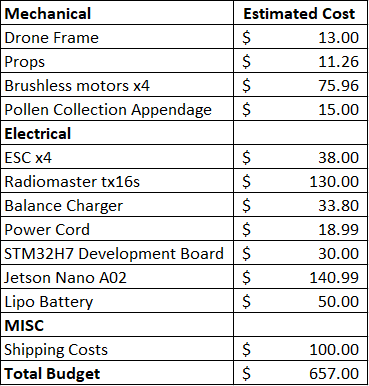 Mechanical Estimated Cost
Drone Frame $ 13.00
Props $ 11.26
Brushless motors x4 $ 75.96
Pollen Collection Appendage $ 15.00
Electrical
ESC x4 $ 38.00
Radiomaster tx16s $ 130.00
Balance Charger $ 33.80
Power Cord $ 18.99
STM32H7 Development Board $ 30.00
Jetson Nano A02 $ 140.99
Lipo Battery $ 50.00
MISC
Shipping Costs $ 100.00
Total Budget $ 657.00